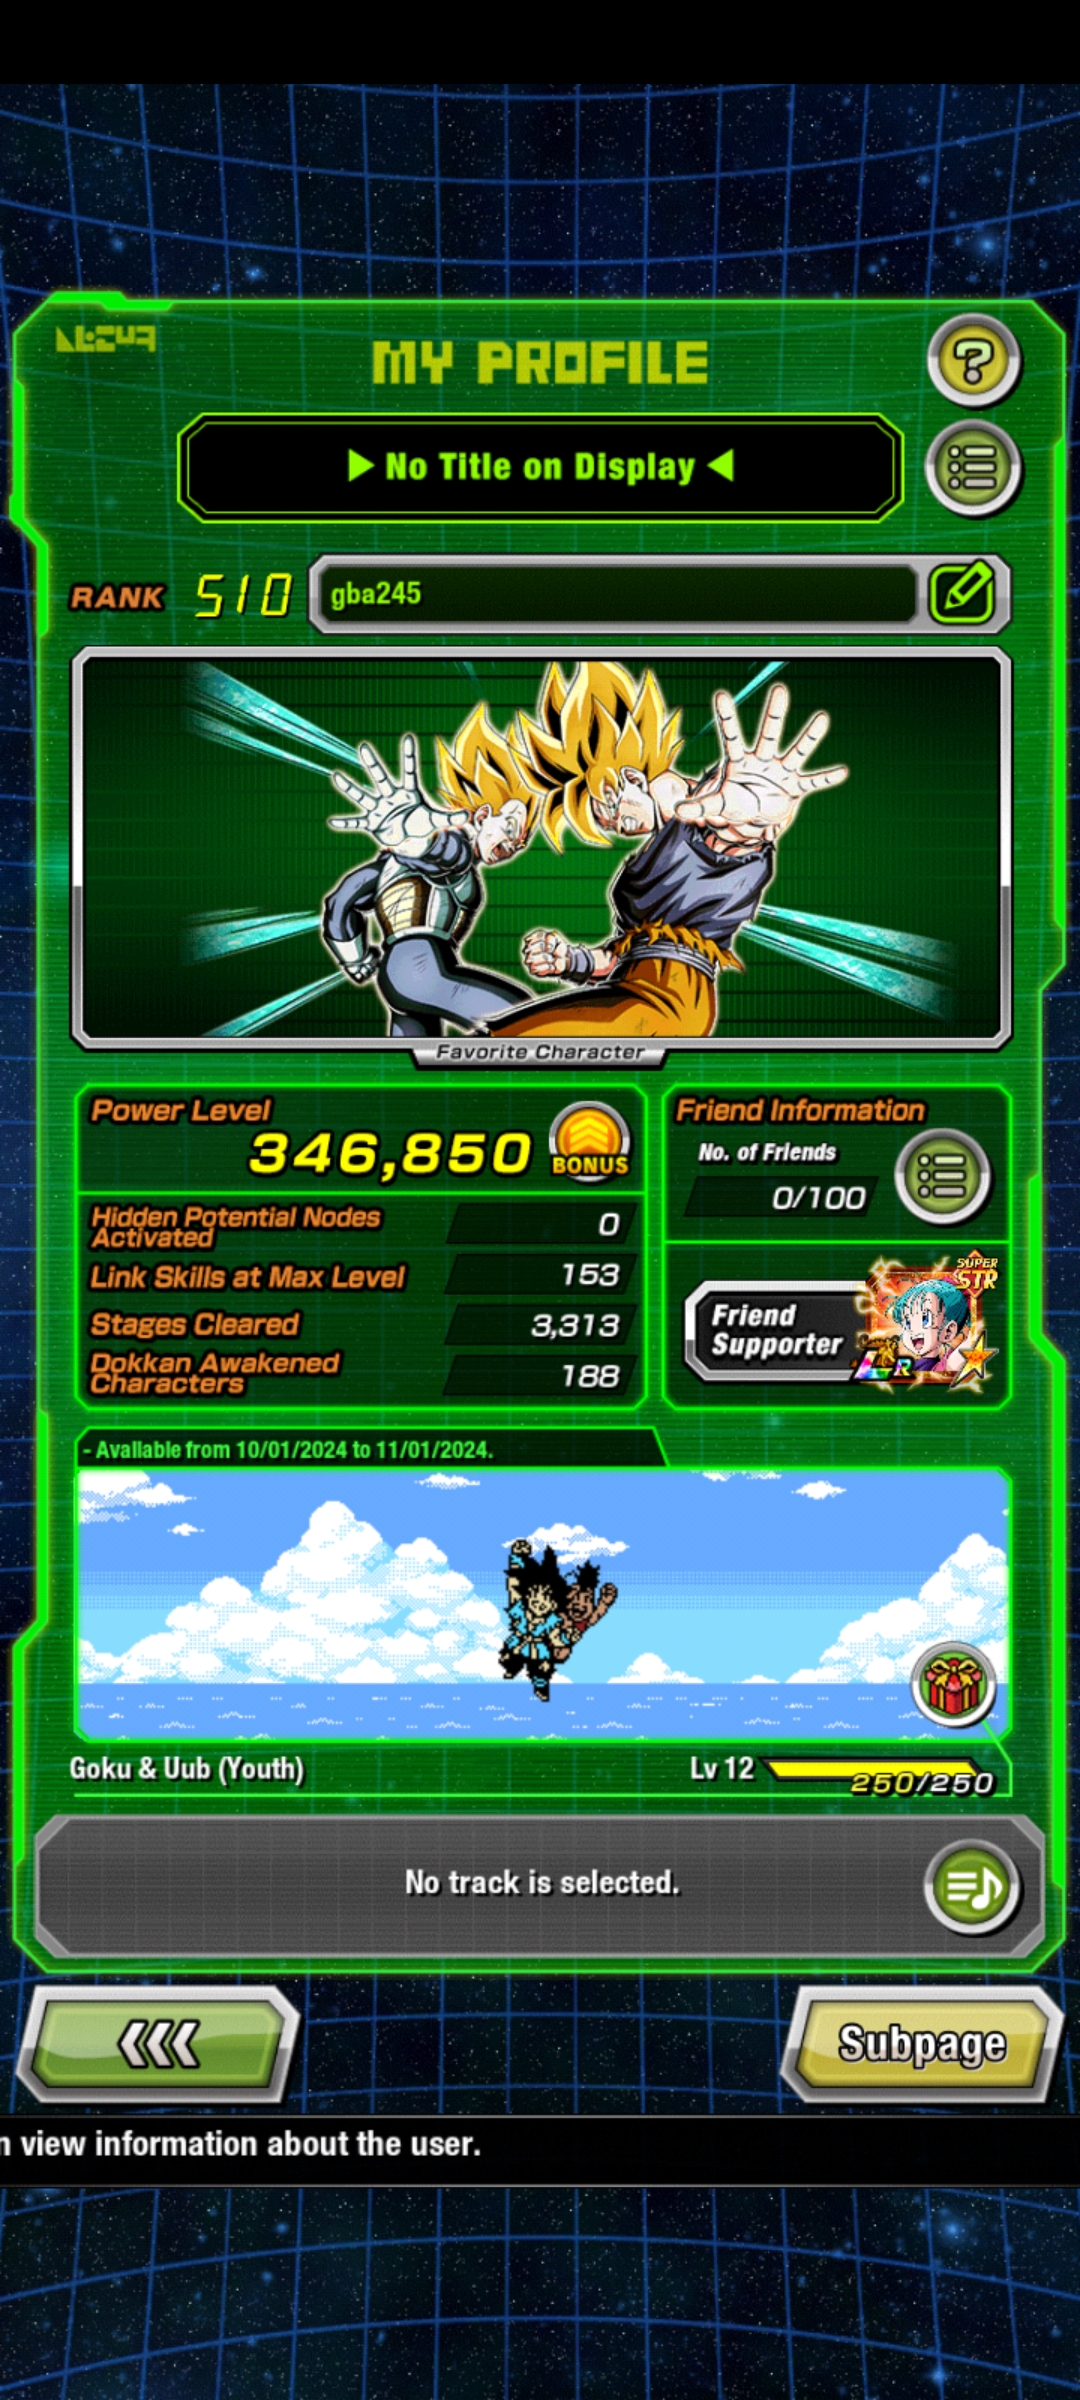 MY PROFILE
?
▶ No Title on Display ◀
RANK 510 gba245
Favorite Character
Power Level
346,850
BONUS
Hidden Potential Nodes
Activated
0
Link Skills at Max Level 153
Stages Cleared 3,313
Dokkan Awakened
Characters
188
Friend Information
No. of Friends
0/100
Friend
Supporter
SUPER
STR
LR
- Available from 10/01/2024 to 11/01/2024.
Goku & Uub (Youth) Lv 12 250/250
No track is selected.
Subpage
n view information about the user.